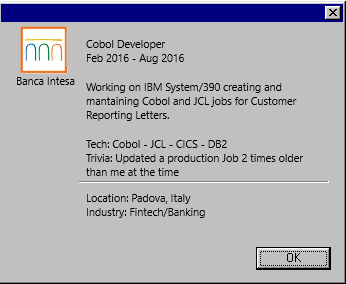 Cobol Developer
Feb 2016 - Aug 2016
Banca Intesa
Working on IBM System/390 creating and
mantaining Cobol and JCL jobs for Customer
Reporting Letters.
Tech: Cobol - JCL - CICS - DB2
Trivia: Updated a production Job 2 times older
than me at the time
Location: Padova, Italy
Industry: Fintech/Banking
OK